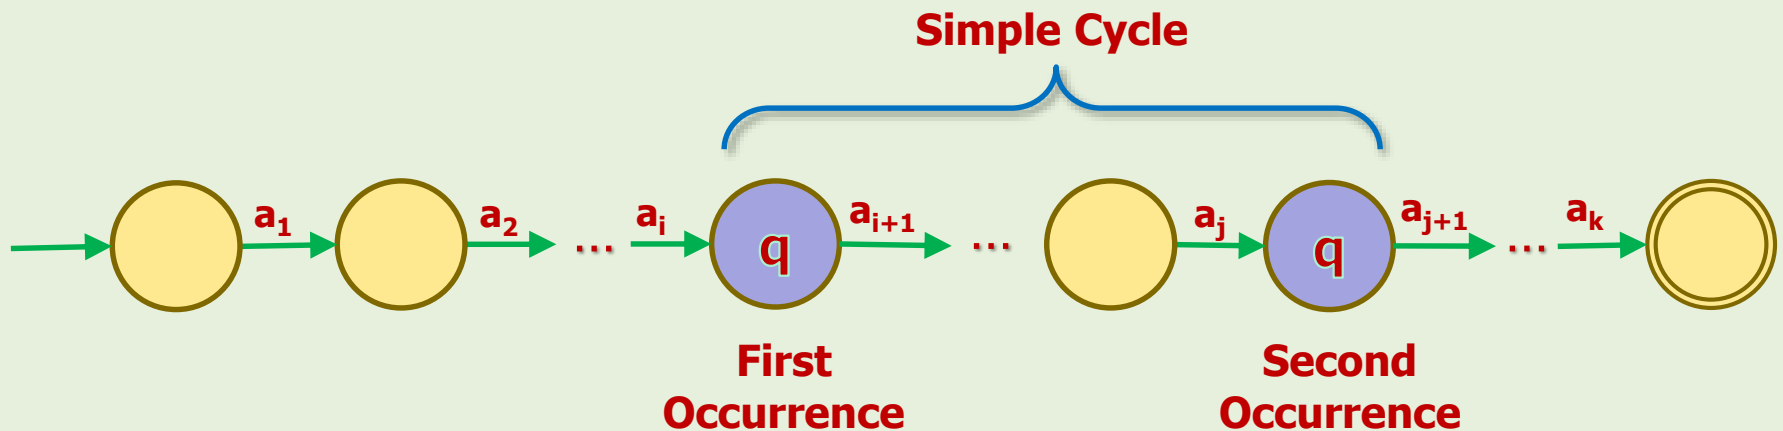 Simple Cycle
a1 a2 ... ai q ai+1 ... aj q aj+1 ... ak
First Second
Occurrence Occurrence